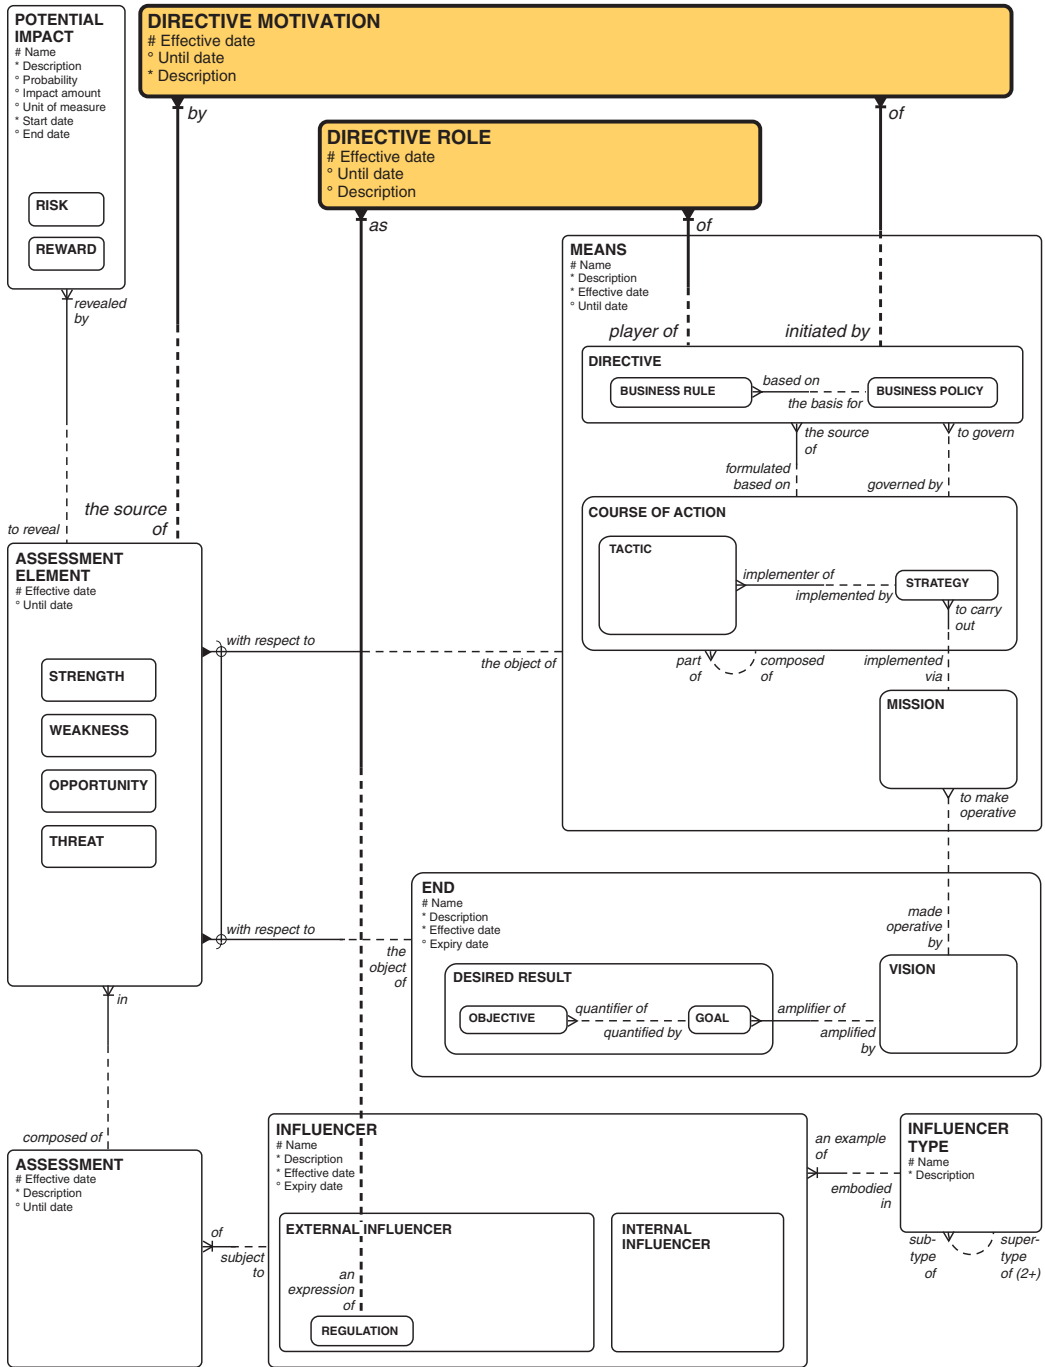 POTENTIAL
IMPACT
# Name
* Description
° Probability
° Impact amount
° Unit of measure
* Start date
° End date
RISK
REWARD
revealed
by
to reveal
DIRECTIVE MOTIVATION
# Effective date
° Until date
* Description
by
of
the source
of
initiated by
DIRECTIVE ROLE
# Effective date
° Until date
° Description
as
of
player of
MEANS
# Name
* Description
* Effective date
° Until date
DIRECTIVE
BUSINESS RULE
based on
the basis for
BUSINESS POLICY
the source
of
to govern
formulated
based on
governed by
COURSE OF ACTION
TACTIC
implementer of
implemented by
STRATEGY
to carry
out
part
of
composed
of
implemented
via
MISSION
to make
operative
ASSESSMENT
ELEMENT
# Effective date
° Until date
STRENGTH
WEAKNESS
OPPORTUNITY
THREAT
with respect to
the object of
with respect to
the
object
of
in
composed of
END
# Name
* Description
* Effective date
° Expiry date
DESIRED RESULT
OBJECTIVE
quantifier of
quantified by
GOAL
amplifier of
amplified
by
made
operative
by
VISION
ASSESSMENT
# Effective date
* Description
° Until date
of
subject
to
INFLUENCER
# Name
* Description
* Effective date
° Expiry date
EXTERNAL INFLUENCER
an
expression
of
REGULATION
INTERNAL
INFLUENCER
an example
of
embodied
in
INFLUENCER
TYPE
# Name
* Description
sub-
type
of
super-
type
of (2+)